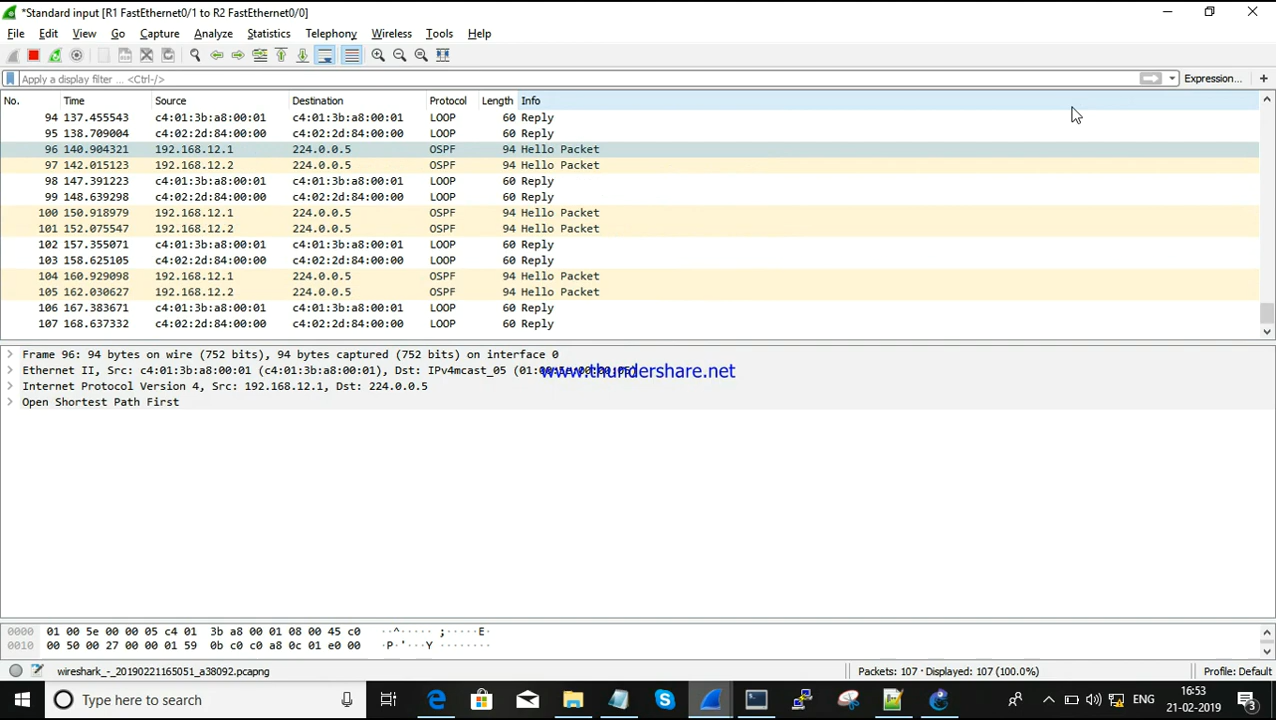 *Standard input [R1 FastEthernet0/1 to R2 FastEthernet0/0]
File Edit View Go Capture Analyze Statistics Telephony Wireless Tools Help
Apply a display filter ... <Ctrl-/> Expression... +
No. Time Source Destination Protocol Length Info
94 137.455543 c4:01:3b:a8:00:01 c4:01:3b:a8:00:01 LOOP 60 Reply
95 138.709004 c4:02:2d:84:00:00 c4:02:2d:84:00:00 LOOP 60 Reply
96 140.904321 192.168.12.1 224.0.0.5 OSPF 94 Hello Packet
97 142.015123 192.168.12.2 224.0.0.5 OSPF 94 Hello Packet
98 147.391223 c4:01:3b:a8:00:01 c4:01:3b:a8:00:01 LOOP 60 Reply
99 148.639298 c4:02:2d:84:00:00 c4:02:2d:84:00:00 LOOP 60 Reply
100 150.918979 192.168.12.1 224.0.0.5 OSPF 94 Hello Packet
101 152.075547 192.168.12.2 224.0.0.5 OSPF 94 Hello Packet
102 157.355071 c4:01:3b:a8:00:01 c4:01:3b:a8:00:01 LOOP 60 Reply
103 158.625105 c4:02:2d:84:00:00 c4:02:2d:84:00:00 LOOP 60 Reply
104 160.929098 192.168.12.1 224.0.0.5 OSPF 94 Hello Packet
105 162.030627 192.168.12.2 224.0.0.5 OSPF 94 Hello Packet
106 167.383671 c4:01:3b:a8:00:01 c4:01:3b:a8:00:01 LOOP 60 Reply
107 168.637332 c4:02:2d:84:00:00 c4:02:2d:84:00:00 LOOP 60 Reply
Frame 96: 94 bytes on wire (752 bits), 94 bytes captured (752 bits) on interface 0
Ethernet II, Src: c4:01:3b:a8:00:01 (c4:01:3b:a8:00:01), Dst: IPv4mcast_05
www.thundershare.net
Internet Protocol Version 4, Src: 192.168.12.1, Dst: 224.0.0.5
Open Shortest Path First
0000 01 00 5e 00 00 05 c4 01 3b a8 00 01 08 00 45 c0 ··^····· ;·····E·
0010 00 50 00 27 00 00 01 59 0b c0 c0 a8 0c 01 e0 00 ·P·'···Y ········
wireshark_-_20190221165051_a38092.pcapng Packets: 107 · Displayed: 107 (100.0%) Profile: Default
Type here to search ENG 16:53
21-02-2019 3